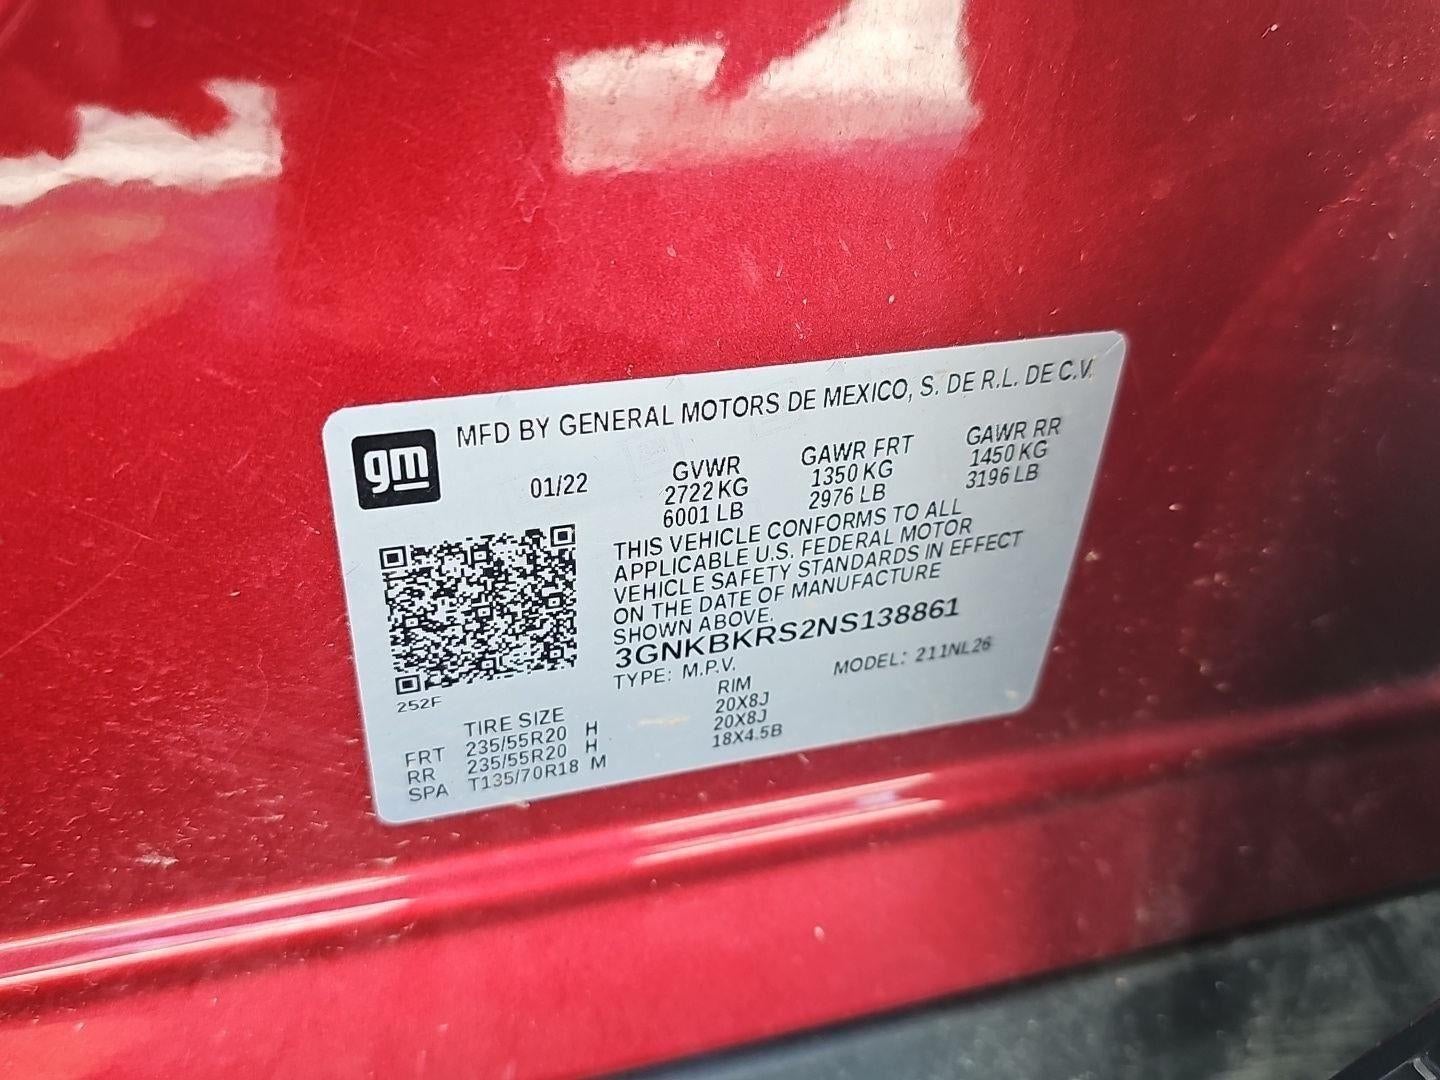 MFD BY GENERAL MOTORS DE MEXICO, S. DE R.L. DE C.V.
gm
01/22
GVWR GAWR FRT GAWR RR
2722 KG 1350 KG 1450 KG
6001 LB 2976 LB 3196 LB
THIS VEHICLE CONFORMS TO ALL
APPLICABLE U.S. FEDERAL MOTOR
VEHICLE SAFETY STANDARDS IN EFFECT
ON THE DATE OF MANUFACTURE
SHOWN ABOVE.
3GNKBKRS2NS138861
TYPE: M.P.V. MODEL: 211NL26
252F
TIRE SIZE RIM
FRT 235/55R20 H 20X8J
RR 235/55R20 H 20X8J
SPA T135/70R18 M 18X4.5B